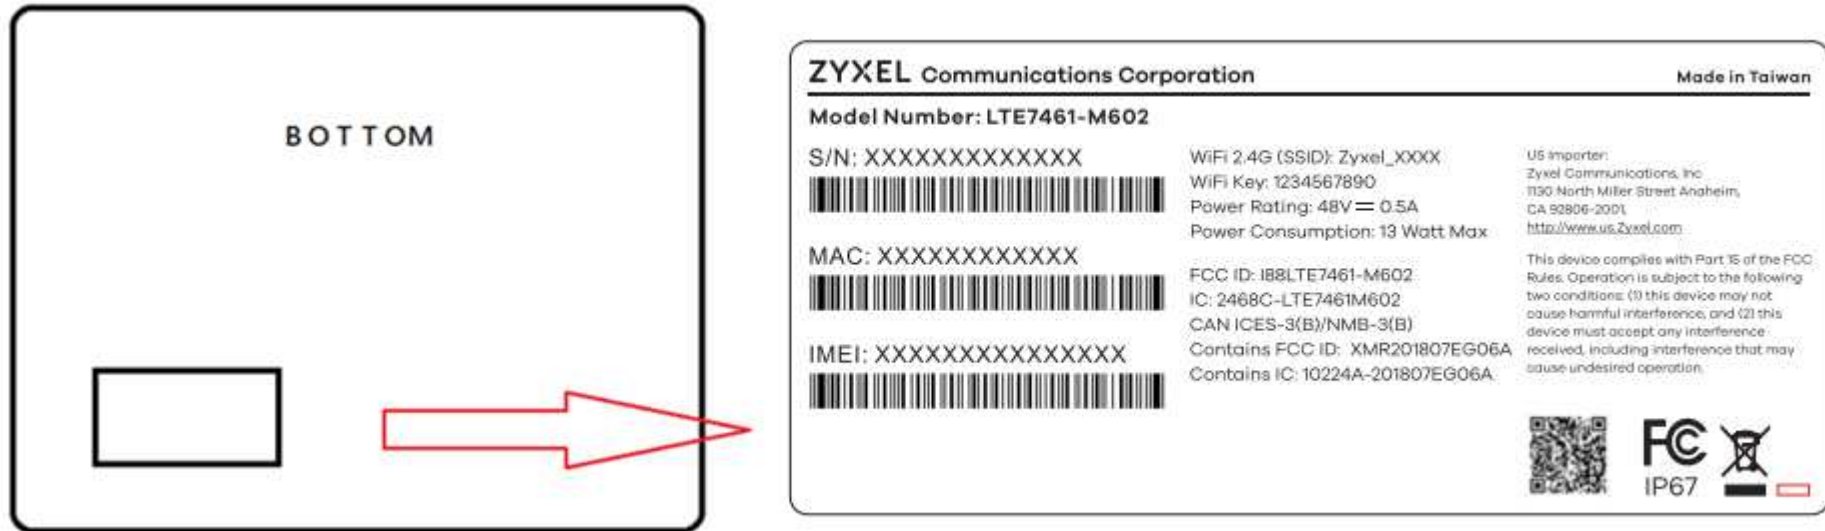 BOTTOM
ZYXEL Communications Corporation
Made in Taiwan
Model Number: LTE7461-M602
S/N: XXXXXXXXXXXXX
MAC: XXXXXXXXXXXX
IMEI: XXXXXXXXXXXXXXX
WiFi 2.4G (SSID): Zyxel_XXXX
WiFi Key: 1234567890
Power Rating: 48V ⎓ 0.5A
Power Consumption: 13 Watt Max
FCC ID: I88LTE7461-M602
IC: 2468C-LTE7461M602
CAN ICES-3(B)/NMB-3(B)
Contains FCC ID: XMR201807EG06A
Contains IC: 10224A-201807EG06A
US Importer:
Zyxel Communications, Inc
1130 North Miller Street Anaheim,
CA 92806-2001,
http://www.us.Zyxel.com
This device complies with Part 15 of the FCC
Rules. Operation is subject to the following
two conditions: (1) this device may not
cause harmful interference, and (2) this
device must accept any interference
received, including interference that may
cause undesired operation.
FC
IP67